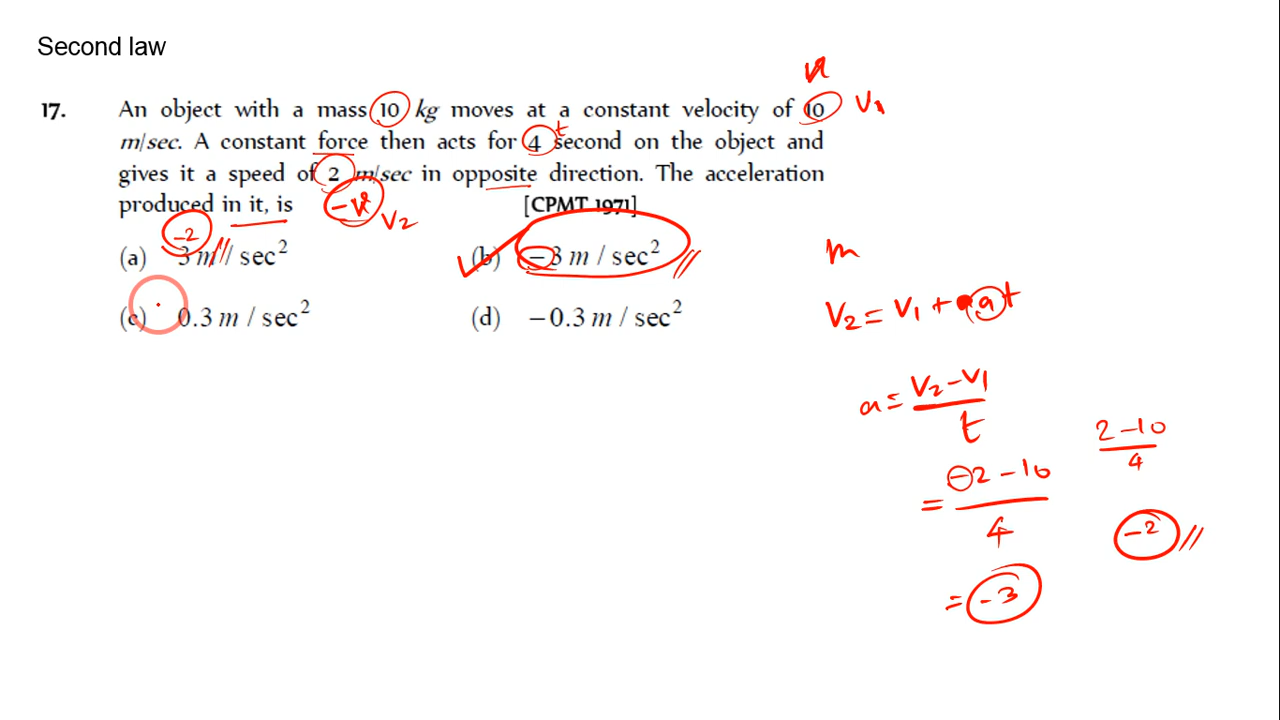 Second law
u
17. An object with a mass 10 kg moves at a constant velocity of 10 V1
t
m/sec. A constant force then acts for 4 second on the object and
gives it a speed of 2 m/sec in opposite direction. The acceleration
produced in it, is [CPMT 1971]
V2
-2
(a) 3 m / sec² (b) −3 m / sec²
(c) 0.3 m / sec² (d) −0.3 m / sec²
m
V2 = V1 + at
a = V2 - V1
t
= -2 - 10
4
= -3
2 - 10
4
-2